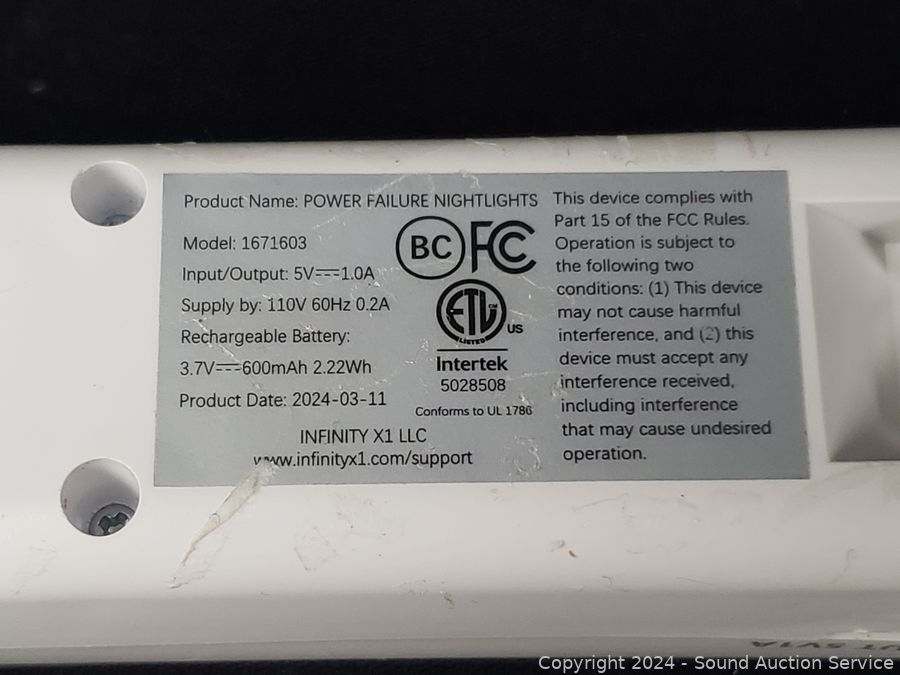 Product Name: POWER FAILURE NIGHTLIGHTS
Model: 1671603
Input/Output: 5V⎓1.0A
Supply by: 110V 60Hz 0.2A
Rechargeable Battery:
3.7V⎓600mAh 2.22Wh
Product Date: 2024-03-11
INFINITY X1 LLC
www.infinityx1.com/support
BC FC
ETL CM
LISTED US
Intertek
5028508
Conforms to UL 1786
This device complies with
Part 15 of the FCC Rules.
Operation is subject to
the following two
conditions: (1) This device
may not cause harmful
interference, and (2) this
device must accept any
interference received,
including interference
that may cause undesired
operation.
UT 5V1A
Copyright 2024 - Sound Auction Service